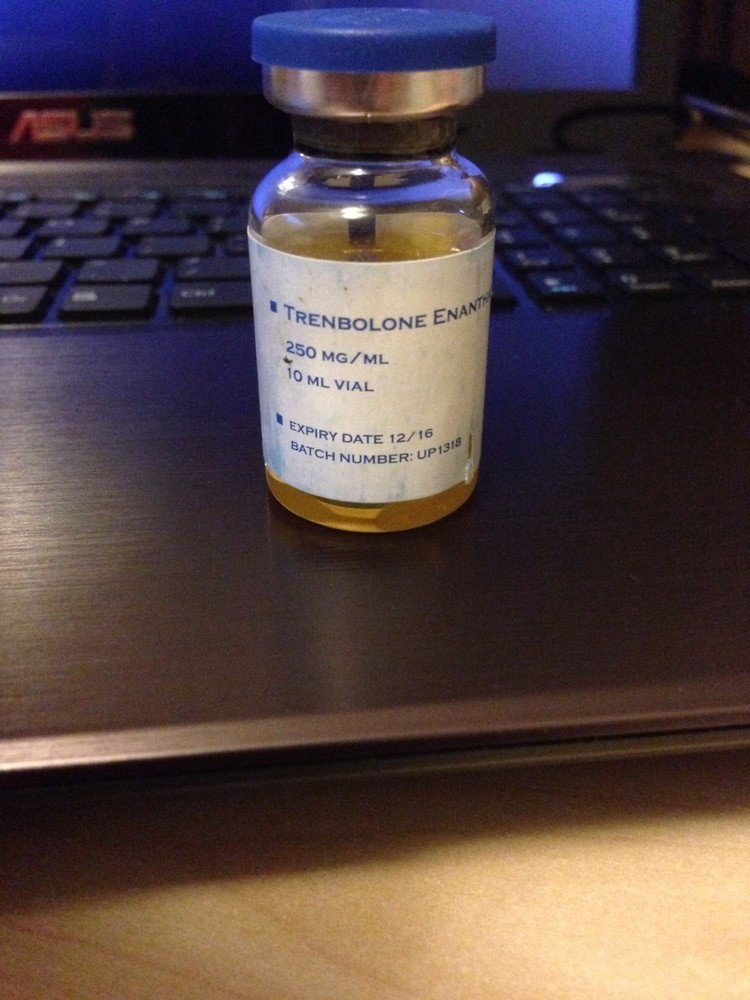 ASUS
TRENBOLONE ENANTH
250 MG/ML
10 ML VIAL
EXPIRY DATE 12/16
BATCH NUMBER: UP1318